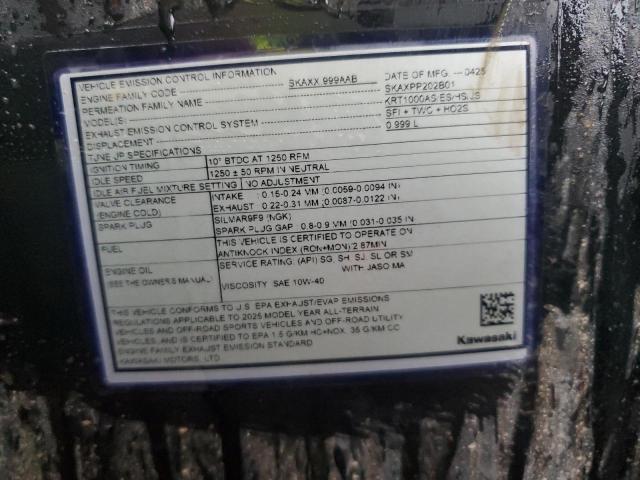 VEHICLE EMISSION CONTROL INFORMATION
ENGINE FAMILY CODE SKAXX.999AAB DATE OF MFG. --- 0425
PERMEATION FAMILY NAME SKAXPP202B01
MODEL(S) KRT1000AS/ES/HS/JS
EXHAUST EMISSION CONTROL SYSTEM SFI + TWC + HO2S
DISPLACEMENT 0.999 L
TUNE UP SPECIFICATIONS
IGNITION TIMING 10° BTDC AT 1250 RPM
IDLE SPEED 1250 ± 50 RPM IN NEUTRAL
IDLE AIR FUEL MIXTURE SETTING NO ADJUSTMENT
VALVE CLEARANCE INTAKE : 0.15-0.24 MM (0.0059-0.0094 IN)
(ENGINE COLD) EXHAUST : 0.22-0.31 MM (0.0087-0.0122 IN)
SPARK PLUG SILMAR9F9 (NGK)
SPARK PLUG GAP : 0.8-0.9 MM (0.031-0.035 IN)
FUEL THIS VEHICLE IS CERTIFIED TO OPERATE ON
ANTIKNOCK INDEX (RON+MON)/2 87MIN
ENGINE OIL SERVICE RATING: (API) SG, SH, SJ, SL OR SM
WITH JASO MA
(SEE THE OWNER'S MANUAL) VISCOSITY: SAE 10W-40
THIS VEHICLE CONFORMS TO U.S. EPA EXHAUST/EVAP EMISSIONS
REGULATIONS APPLICABLE TO 2025 MODEL YEAR ALL-TERRAIN
VEHICLES AND OFF-ROAD SPORTS VEHICLES AND OFF-ROAD UTILITY
VEHICLES, AND IS CERTIFIED TO EPA 1.5 G/KM HC+NOX, 35 G/KM CO
ENGINE FAMILY EXHAUST EMISSION STANDARD
KAWASAKI MOTORS, LTD.
Kawasaki